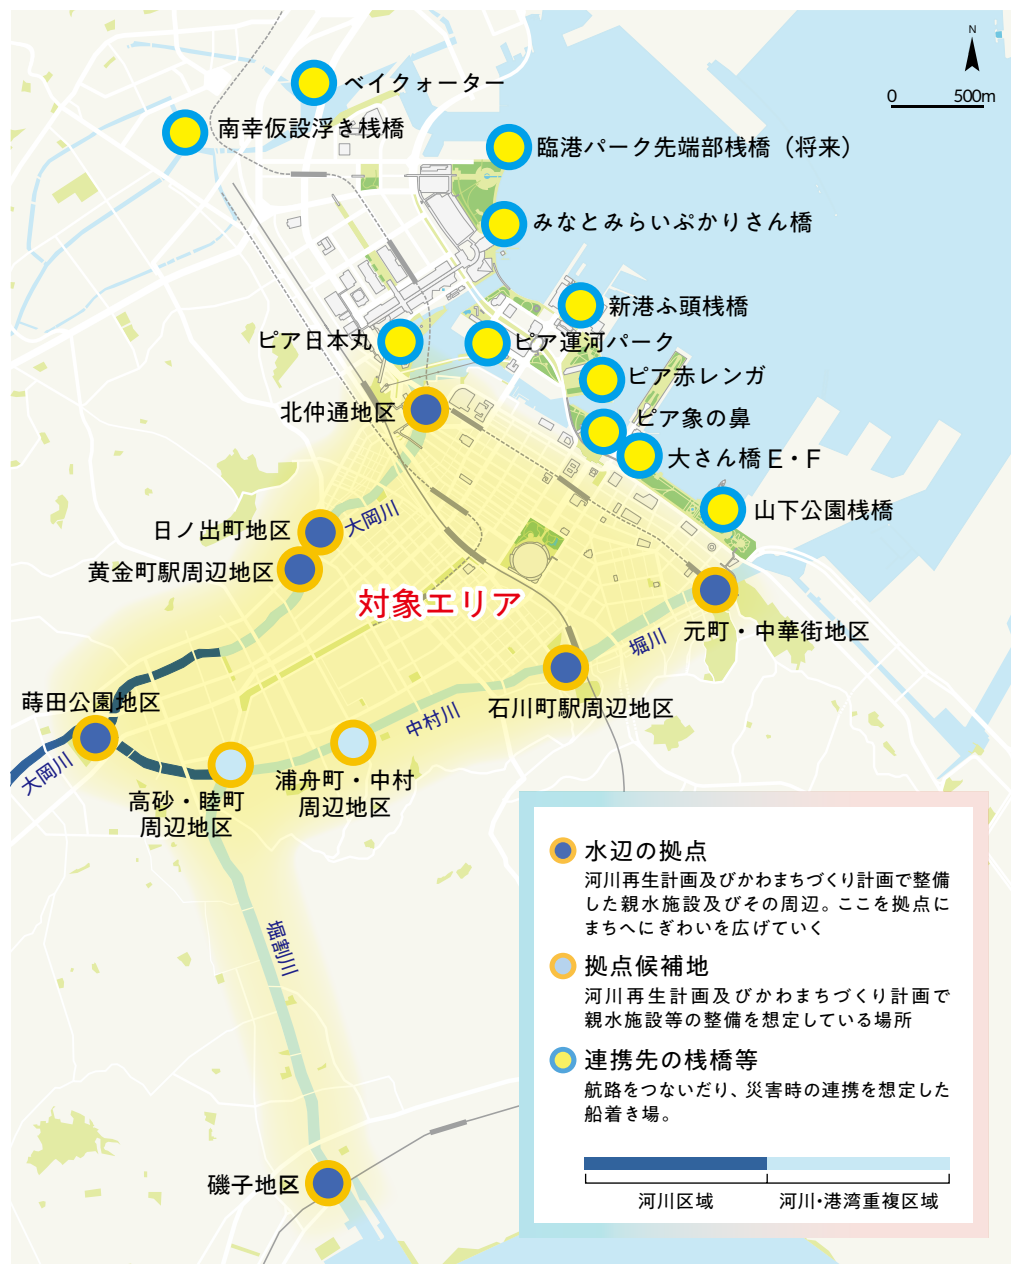 N
0 500m
ベイクォーター
南幸仮設浮き桟橋
臨港パーク先端部桟橋（将来）
みなとみらいぷかりさん橋
新港ふ頭桟橋
ピア日本丸
ピア運河パーク
ピア赤レンガ
北仲通地区
ピア象の鼻
大さん橋 E・F
山下公園桟橋
大岡川
日ノ出町地区
黄金町駅周辺地区
対象エリア
元町・中華街地区
堀川
蒔田公園地区
石川町駅周辺地区
中村川
大岡川
浦舟町・中村
周辺地区
高砂・睦町
周辺地区
堀割川
磯子地区
水辺の拠点
河川再生計画及びかわまちづくり計画で整備
した親水施設及びその周辺。ここを拠点に
まちへにぎわいを広げていく
拠点候補地
河川再生計画及びかわまちづくり計画で
親水施設等の整備を想定している場所
連携先の桟橋等
航路をつないだり、災害時の連携を想定した
船着き場。
河川区域
河川・港湾重複区域